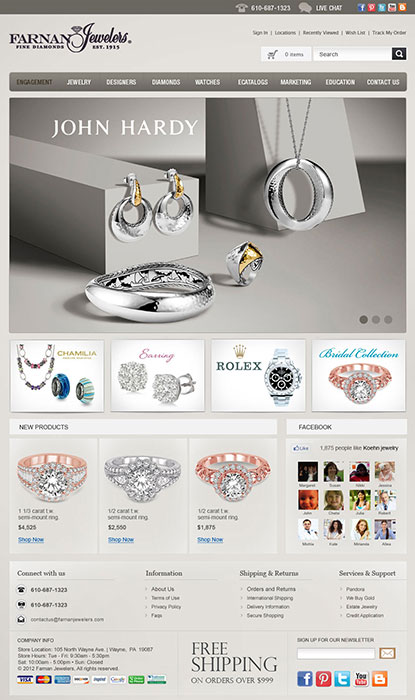 610-687-1323 LIVE CHAT
FARNAN Jewelers
FINE DIAMONDS EST. 1915
Sign In | Locations | Recently Viewed | Wish List | Track My Order
0 items Search
ENGAGEMENT JEWELRY DESIGNERS DIAMONDS WATCHES ECATALOGS MARKETING EDUCATION CONTACT US
JOHN HARDY
CHAMILIA
Earring
ROLEX
Bridal Collection
NEW PRODUCTS
1 1/3 carat t.w.
semi-mount ring.
$4,525
Shop Now
1/2 carat t.w.
semi-mount ring.
$2,550
Shop Now
1/2 carat t.w.
semi-mount ring.
$1,875
Shop Now
FACEBOOK
Like 1,875 people like Koehn jewelry
Margaret Susan Nikki Jessica
John Chris
Michle Kate Miranda Allea
Connect with us
610-687-1323
610-687-1323
contactus@farnanjewelers.com
Information
About Us
Terms of Use
Privacy Policy
Faqs
Shipping & Returns
Orders and Returns
International Shipping
Delivery Information
Secure Shopping
Services & Support
Pandora
We Buy Gold
Estate Jewelry
Credit Application
COMPANY INFO
Store Location: 105 North Wayne Ave. | Wayne, PA 19087
Store Hours: Tue - Fri: 9:30am - 5:30pm
Sat: 10:00am - 5:00pm • Sun: Closed
© 2012 Farnan Jewelers, All rights reserved.
FREE
SHIPPING
ON ORDERS OVER $999
SIGN UP FOR OUR NEWSLETTER